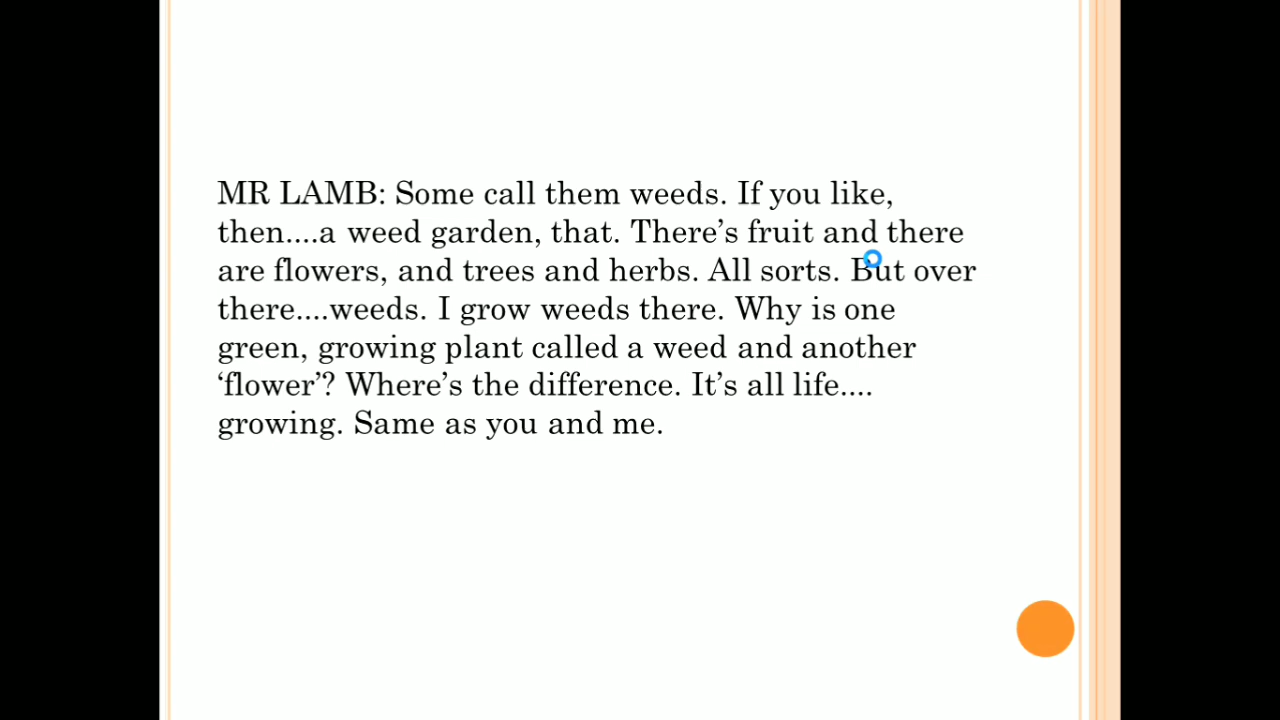 MR LAMB: Some call them weeds. If you like,
then....a weed garden, that. There’s fruit and there
are flowers, and trees and herbs. All sorts. But over
there....weeds. I grow weeds there. Why is one
green, growing plant called a weed and another
‘flower’? Where’s the difference. It’s all life....
growing. Same as you and me.